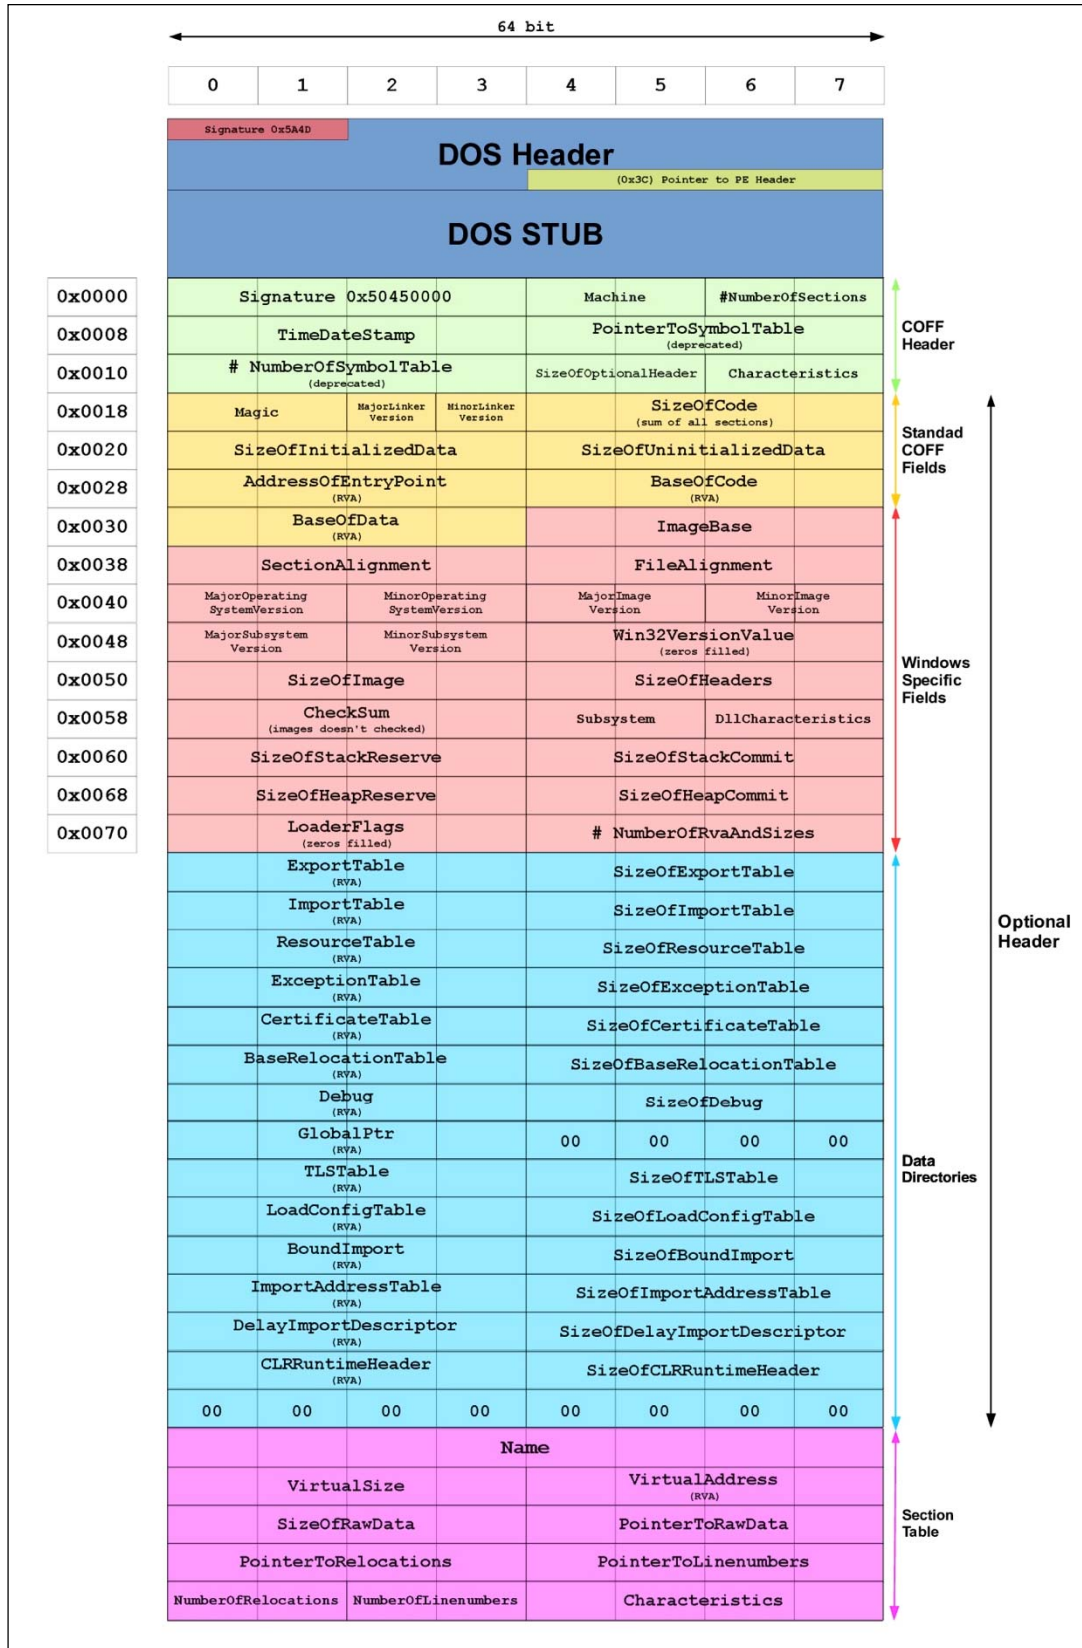 64 bit
0 1 2 3 4 5 6 7
Signature 0x5A4D
DOS Header
(0x3C) Pointer to PE Header
DOS STUB
0x0000 Signature 0x50450000 Machine #NumberOfSections
0x0008 TimeDateStamp PointerToSymbolTable
(deprecated)
0x0010 # NumberOfSymbolTable SizeOfOptionalHeader Characteristics
(deprecated)
COFF
Header
0x0018 Magic MajorLinker MinorLinker SizeOfCode
Version Version (sum of all sections)
0x0020 SizeOfInitializedData SizeOfUninitializedData
0x0028 AddressOfEntryPoint BaseOfCode
(RVA) (RVA)
Standad
COFF
Fields
0x0030 BaseOfData ImageBase
(RVA)
0x0038 SectionAlignment FileAlignment
0x0040 MajorOperating MinorOperating MajorImage MinorImage
SystemVersion SystemVersion Version Version
0x0048 MajorSubsystem MinorSubsystem Win32VersionValue
Version Version (zeros filled)
0x0050 SizeOfImage SizeOfHeaders
0x0058 CheckSum Subsystem DllCharacteristics
(images doesn't checked)
0x0060 SizeOfStackReserve SizeOfStackCommit
0x0068 SizeOfHeapReserve SizeOfHeapCommit
0x0070 LoaderFlags # NumberOfRvaAndSizes
(zeros filled)
Windows
Specific
Fields
ExportTable SizeOfExportTable
(RVA)
ImportTable SizeOfImportTable
(RVA)
ResourceTable SizeOfResourceTable
(RVA)
ExceptionTable SizeOfExceptionTable
(RVA)
CertificateTable SizeOfCertificateTable
(RVA)
BaseRelocationTable SizeOfBaseRelocationTable
(RVA)
Debug SizeOfDebug
(RVA)
GlobalPtr 00 00 00 00
(RVA)
TLSTable SizeOfTLSTable
(RVA)
LoadConfigTable SizeOfLoadConfigTable
(RVA)
BoundImport SizeOfBoundImport
(RVA)
ImportAddressTable SizeOfImportAddressTable
(RVA)
DelayImportDescriptor SizeOfDelayImportDescriptor
(RVA)
CLRRuntimeHeader SizeOfCLRRuntimeHeader
(RVA)
00 00 00 00 00 00 00 00
Data
Directories
Optional
Header
Name
VirtualSize VirtualAddress
(RVA)
SizeOfRawData PointerToRawData
PointerToRelocations PointerToLinenumbers
NumberOfRelocations NumberOfLinenumbers Characteristics
Section
Table